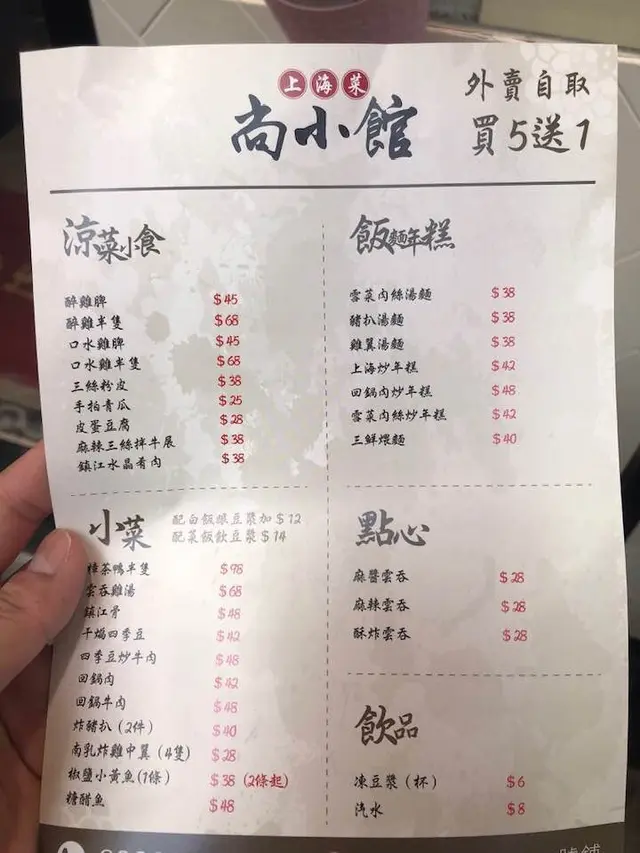 上海菜
尚小館
外賣自取
買5送1
涼菜小食
醉雞脾 $45
醉雞半隻 $68
口水雞脾 $45
口水雞半隻 $68
三絲粉皮 $38
手拍青瓜 $25
皮蛋豆腐 $28
麻辣三絲拌牛展 $38
鎮江水晶肴肉 $38
飯麵年糕
雪菜肉絲湯麵 $38
豬扒湯麵 $38
雞翼湯麵 $38
上海炒年糕 $42
回鍋肉炒年糕 $48
雪菜肉絲炒年糕 $42
三鮮煨麵 $40
小菜
配白飯跟豆漿加 $12
配菜飯飲豆漿 $14
樟茶鴨半隻 $98
雲吞雞湯 $68
鎮江骨 $48
干煸四季豆 $42
四季豆炒牛肉 $48
回鍋肉 $42
回鍋牛肉 $48
炸豬扒（2件） $40
南乳炸雞中翼（4隻） $28
椒鹽小黃魚(1條) $38 (2條起)
糖醋魚 $48
點心
麻醬雲吞 $28
麻辣雲吞 $28
酥炸雲吞 $28
飲品
凍豆漿（杯） $6
汽水 $8
號舖